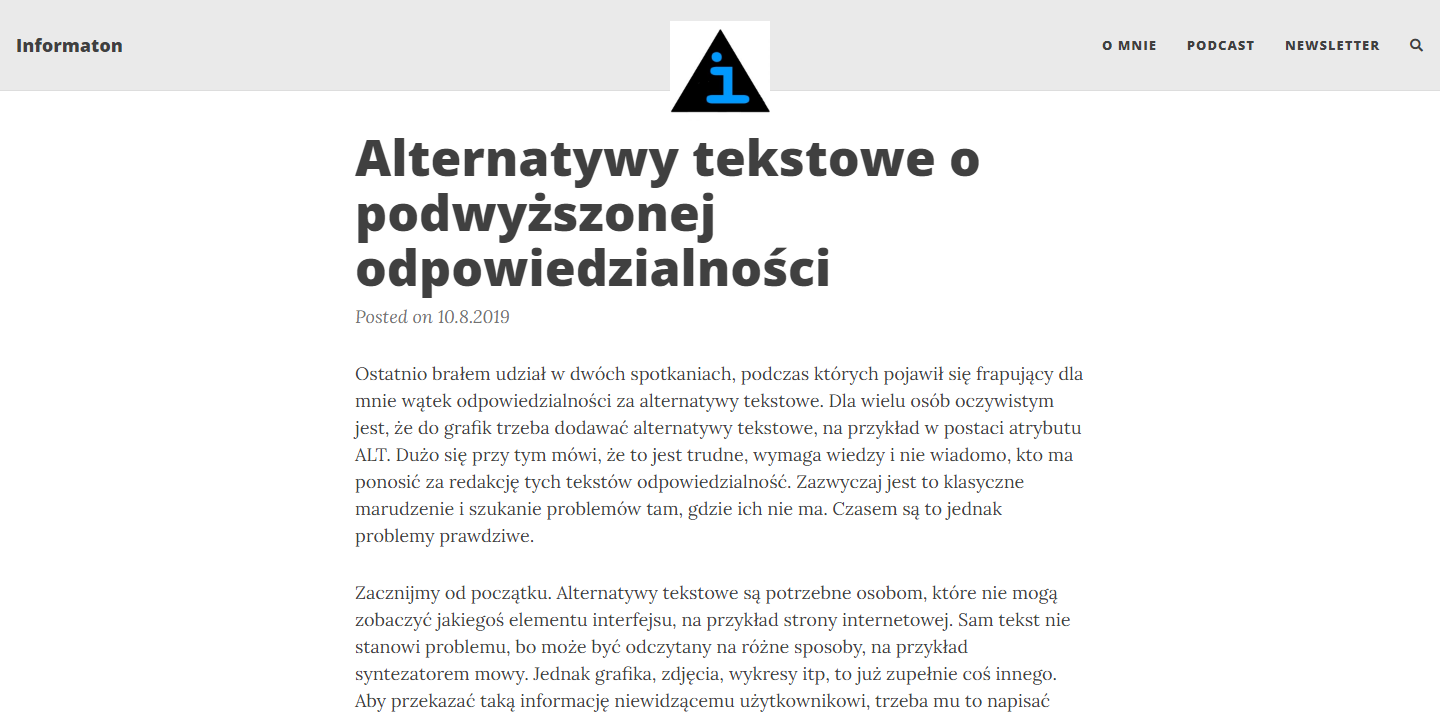 Informaton
i
O MNIE
PODCAST
NEWSLETTER
Alternatywy tekstowe o
podwyższonej
odpowiedzialności
Posted on 10.8.2019
Ostatnio brałem udział w dwóch spotkaniach, podczas których pojawił się frapujący dla
mnie wątek odpowiedzialności za alternatywy tekstowe. Dla wielu osób oczywistym
jest, że do grafik trzeba dodawać alternatywy tekstowe, na przykład w postaci atrybutu
ALT. Dużo się przy tym mówi, że to jest trudne, wymaga wiedzy i nie wiadomo, kto ma
ponosić za redakcję tych tekstów odpowiedzialność. Zazwyczaj jest to klasyczne
marudzenie i szukanie problemów tam, gdzie ich nie ma. Czasem są to jednak
problemy prawdziwe.
Zacznijmy od początku. Alternatywy tekstowe są potrzebne osobom, które nie mogą
zobaczyć jakiegoś elementu interfejsu, na przykład strony internetowej. Sam tekst nie
stanowi problemu, bo może być odczytany na różne sposoby, na przykład
syntezatorem mowy. Jednak grafika, zdjęcia, wykresy itp, to już zupełnie coś innego.
Aby przekazać taką informację niewidzącemu użytkownikowi, trzeba mu to napisać